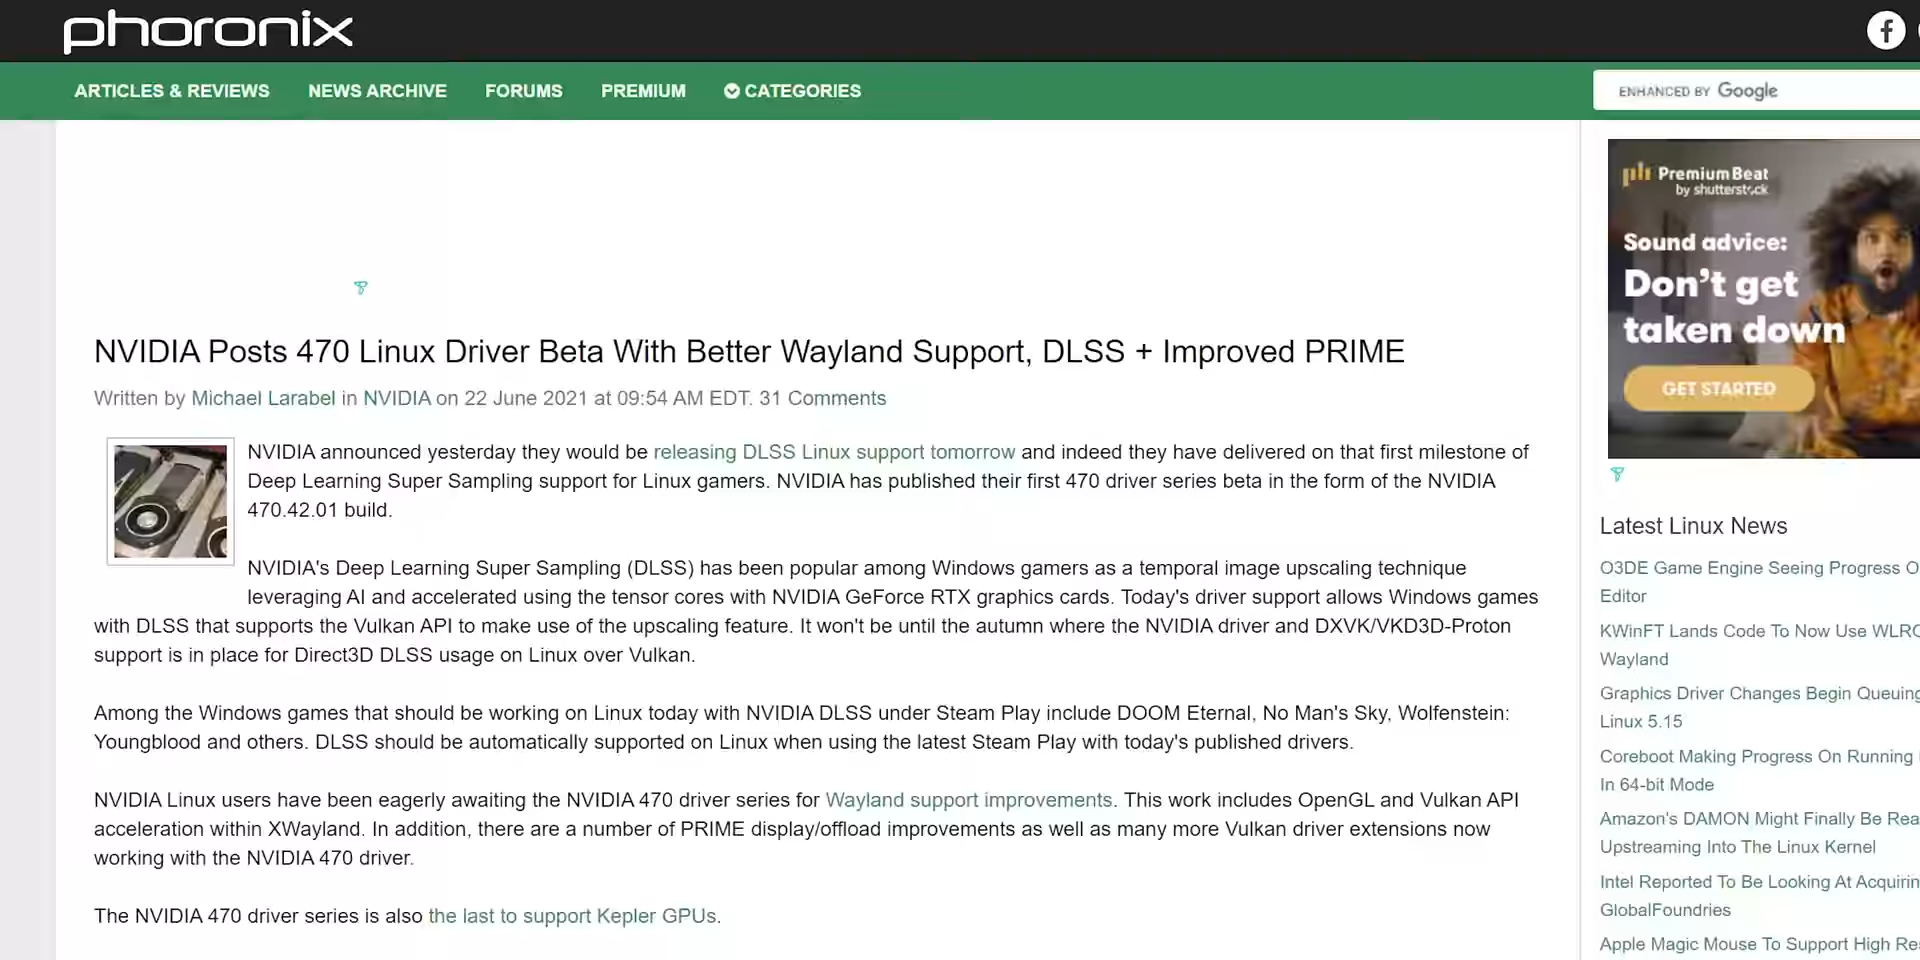 phoronix
ARTICLES & REVIEWS NEWS ARCHIVE FORUMS PREMIUM CATEGORIES
ENHANCED BY Google
NVIDIA Posts 470 Linux Driver Beta With Better Wayland Support, DLSS + Improved PRIME
Written by Michael Larabel in NVIDIA on 22 June 2021 at 09:54 AM EDT. 31 Comments
NVIDIA announced yesterday they would be releasing DLSS Linux support tomorrow and indeed they have delivered on that first milestone of
Deep Learning Super Sampling support for Linux gamers. NVIDIA has published their first 470 driver series beta in the form of the NVIDIA
470.42.01 build.
NVIDIA's Deep Learning Super Sampling (DLSS) has been popular among Windows gamers as a temporal image upscaling technique
leveraging AI and accelerated using the tensor cores with NVIDIA GeForce RTX graphics cards. Today's driver support allows Windows games
with DLSS that supports the Vulkan API to make use of the upscaling feature. It won't be until the autumn where the NVIDIA driver and DXVK/VKD3D-Proton
support is in place for Direct3D DLSS usage on Linux over Vulkan.
Among the Windows games that should be working on Linux today with NVIDIA DLSS under Steam Play include DOOM Eternal, No Man's Sky, Wolfenstein:
Youngblood and others. DLSS should be automatically supported on Linux when using the latest Steam Play with today's published drivers.
NVIDIA Linux users have been eagerly awaiting the NVIDIA 470 driver series for Wayland support improvements. This work includes OpenGL and Vulkan API
acceleration within XWayland. In addition, there are a number of PRIME display/offload improvements as well as many more Vulkan driver extensions now
working with the NVIDIA 470 driver.
The NVIDIA 470 driver series is also the last to support Kepler GPUs.
PremiumBeat
by shutterstock
Sound advice:
Don't get
taken down
GET STARTED
Latest Linux News
O3DE Game Engine Seeing Progress O
Editor
KWinFT Lands Code To Now Use WLRO
Wayland
Graphics Driver Changes Begin Queuing
Linux 5.15
Coreboot Making Progress On Running
In 64-bit Mode
Amazon's DAMON Might Finally Be Rea
Upstreaming Into The Linux Kernel
Intel Reported To Be Looking At Acquirin
GlobalFoundries
Apple Magic Mouse To Support High Re